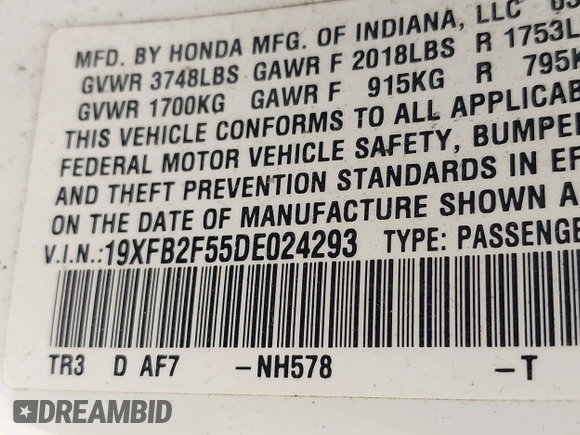 MFD. BY HONDA MFG. OF INDIANA, LLC
GVWR 3748LBS GAWR F 2018LBS R 1753L
GVWR 1700KG GAWR F 915KG R 795K
THIS VEHICLE CONFORMS TO ALL APPLICAB
FEDERAL MOTOR VEHICLE SAFETY, BUMPE
AND THEFT PREVENTION STANDARDS IN EF
ON THE DATE OF MANUFACTURE SHOWN A
V.I.N.:19XFB2F55DE024293 TYPE: PASSENGE
TR3 D AF7 -NH578 -T
DREAMBID